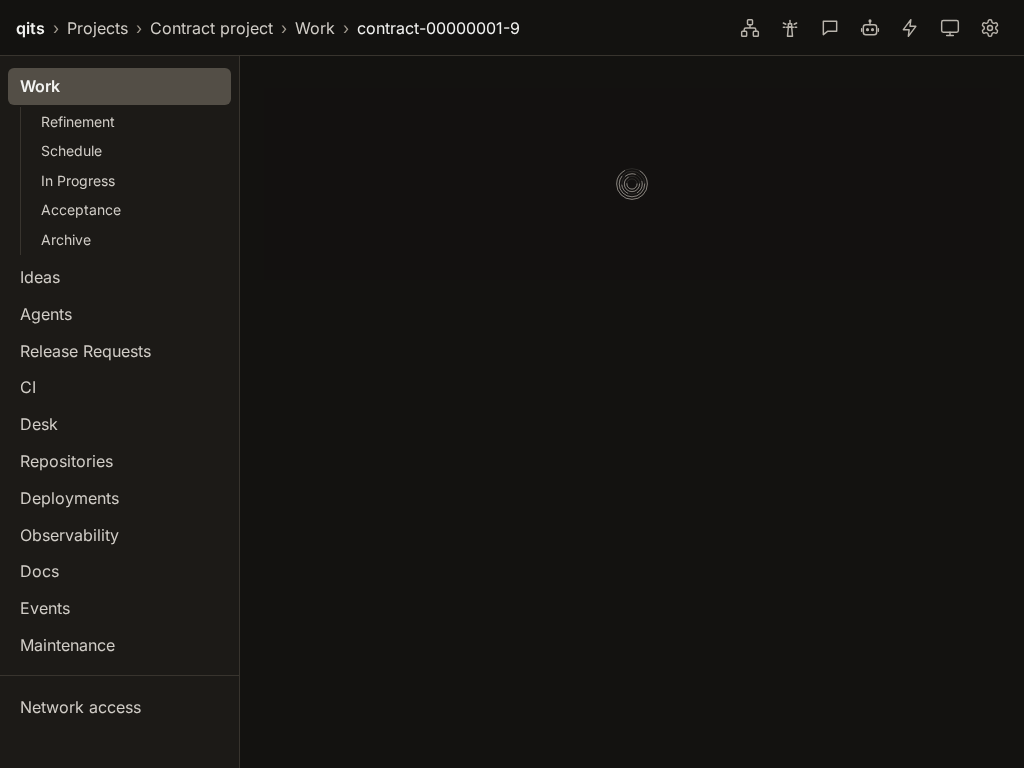 qits › Projects › Contract project › Work › contract-00000001-9
Work
Refinement
Schedule
In Progress
Acceptance
Archive
Ideas
Agents
Release Requests
CI
Desk
Repositories
Deployments
Observability
Docs
Events
Maintenance
Network access